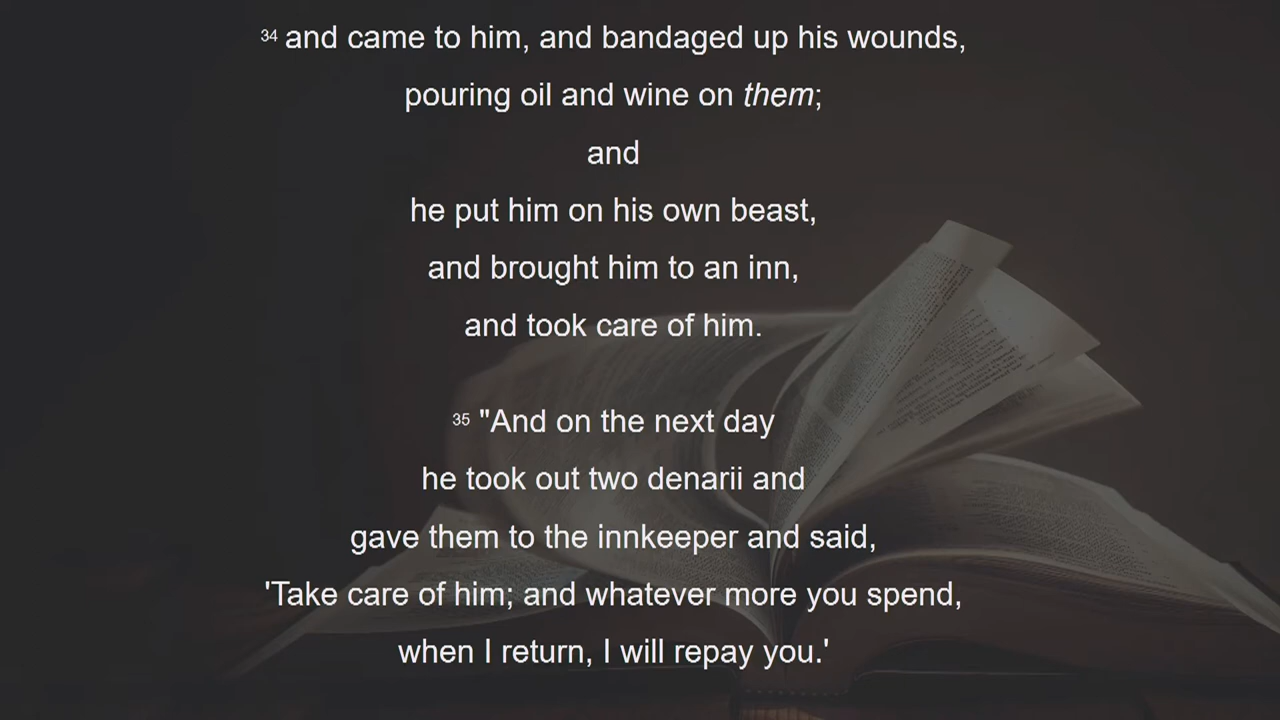 34 and came to him, and bandaged up his wounds,
pouring oil and wine on them;
and
he put him on his own beast,
and brought him to an inn,
and took care of him.
35 "And on the next day
he took out two denarii and
gave them to the innkeeper and said,
'Take care of him; and whatever more you spend,
when I return, I will repay you.'